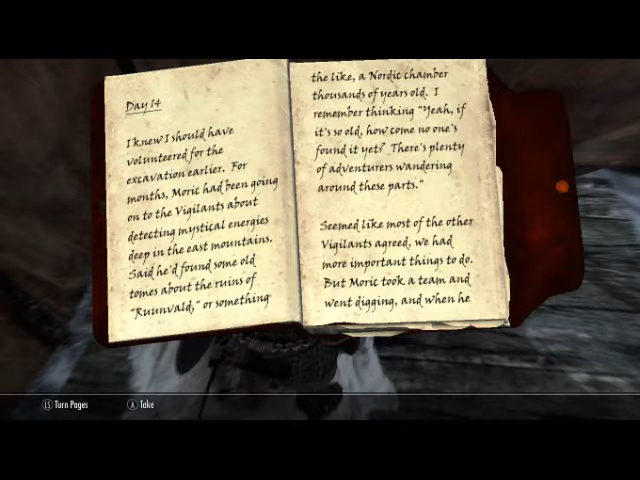 Day 14
I knew I should have
volunteered for the
excavation earlier. For
months, Moric had been going
on to the Vigilants about
detecting mystical energies
deep in the east mountains.
Said he'd found some old
tomes about the ruins of
"Ruunvald," or something
the like, a Nordic chamber
thousands of years old. I
remember thinking "Yeah, if
it's so old, how come no one's
found it yet? There's plenty
of adventurers wandering
around these parts."
Seemed like most of the other
Vigilants agreed, we had
more important things to do.
But Moric took a team and
went digging, and when he
LS Turn Pages
A Take